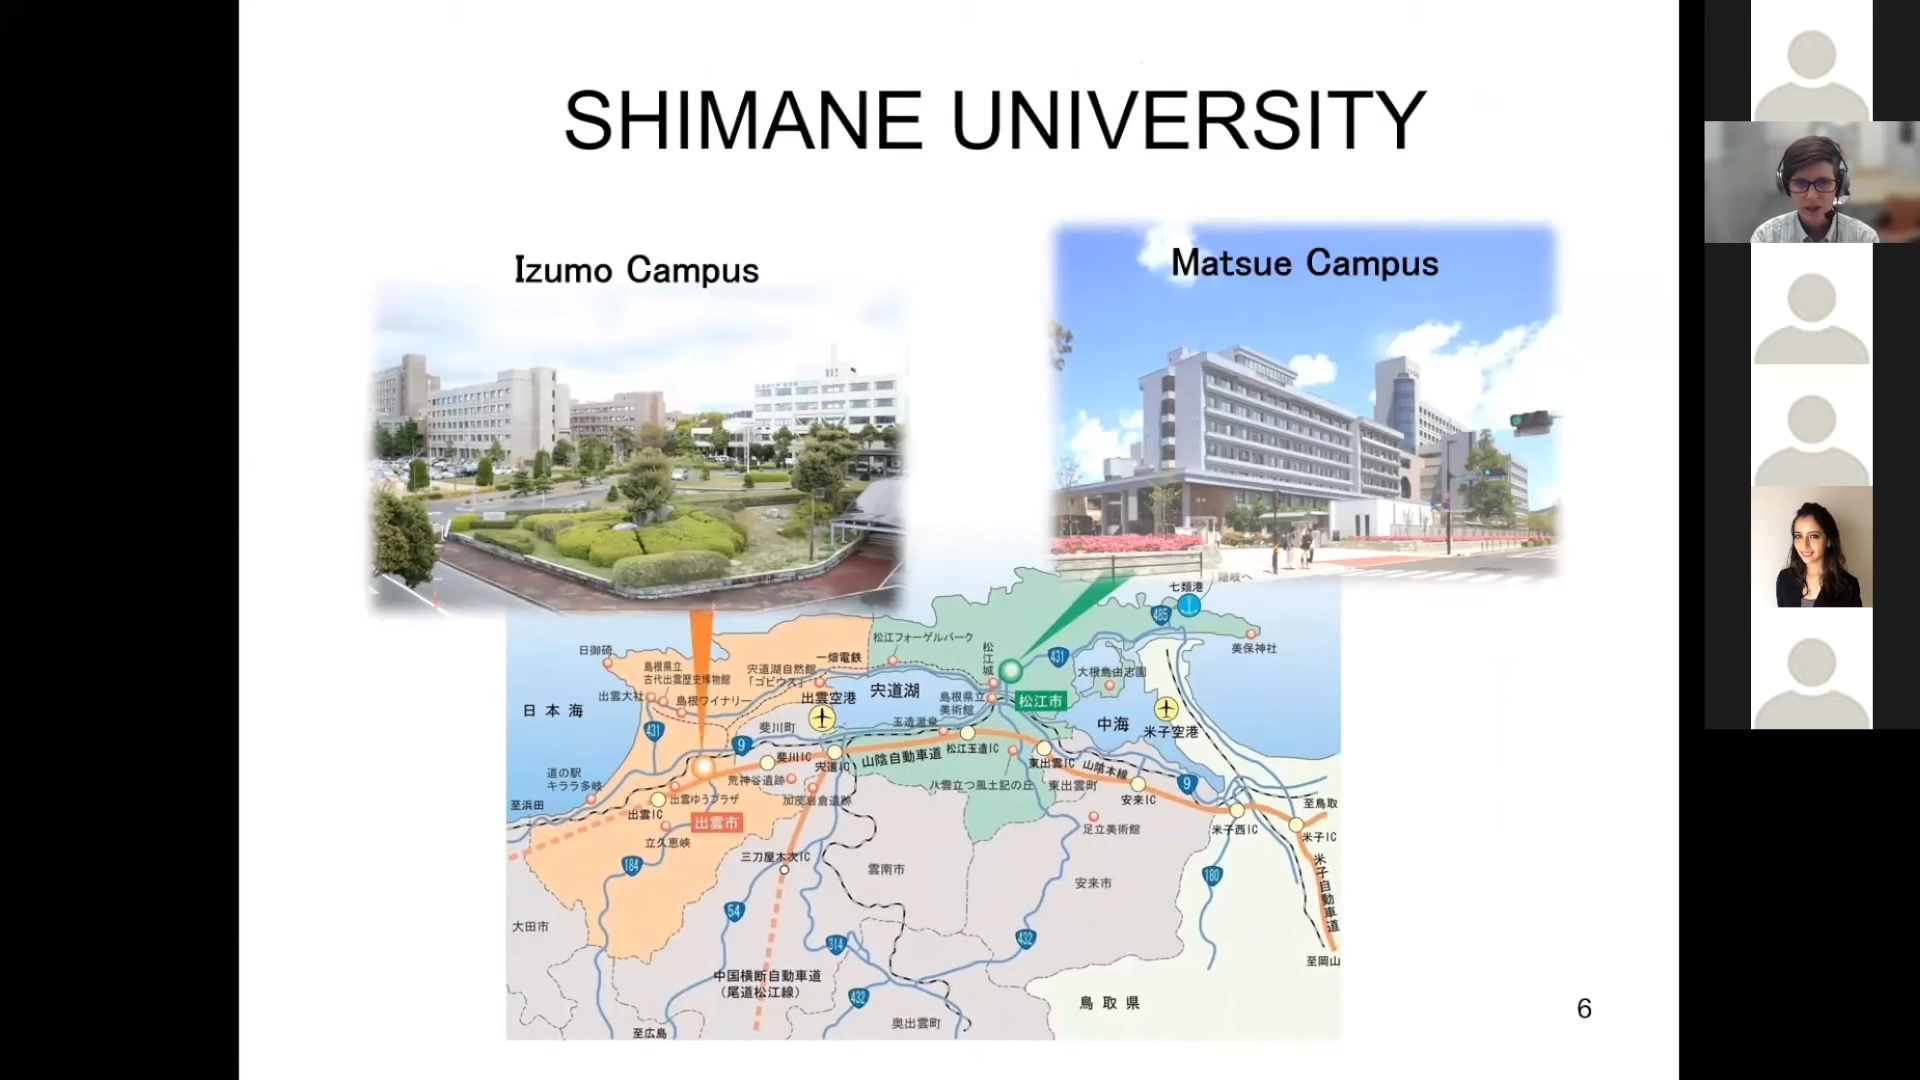 SHIMANE UNIVERSITY
Izumo Campus
Matsue Campus
隠岐へ
七類港
485
美保神社
日御碕
松江フォーゲルパーク
松江城
431
大根島由志園
一畑電鉄
島根県立
古代出雲歴史博物館
宍道湖自然館
「ゴビウス」
出雲大社
島根ワイナリー
出雲空港
宍道湖
島根県立
美術館
松江市
日本海
431
斐川町
玉造温泉
中海
米子空港
9
斐川IC
宍道IC
山陰自動車道
松江玉造IC
東出雲IC
山陰本線
道の駅
キララ多岐
荒神谷遺跡
八雲立つ風土記の丘
東出雲町
安来IC
9
至浜田
出雲IC
出雲ゆうプラザ
加茂岩倉遺跡
至鳥取
出雲市
足立美術館
米子西IC
米子IC
立久恵峡
三刀屋木次IC
184
雲南市
安来市
180
米子自動車道
54
大田市
314
432
至岡山
中国横断自動車道
(尾道松江線)
432
鳥取県
奥出雲町
至広島
6